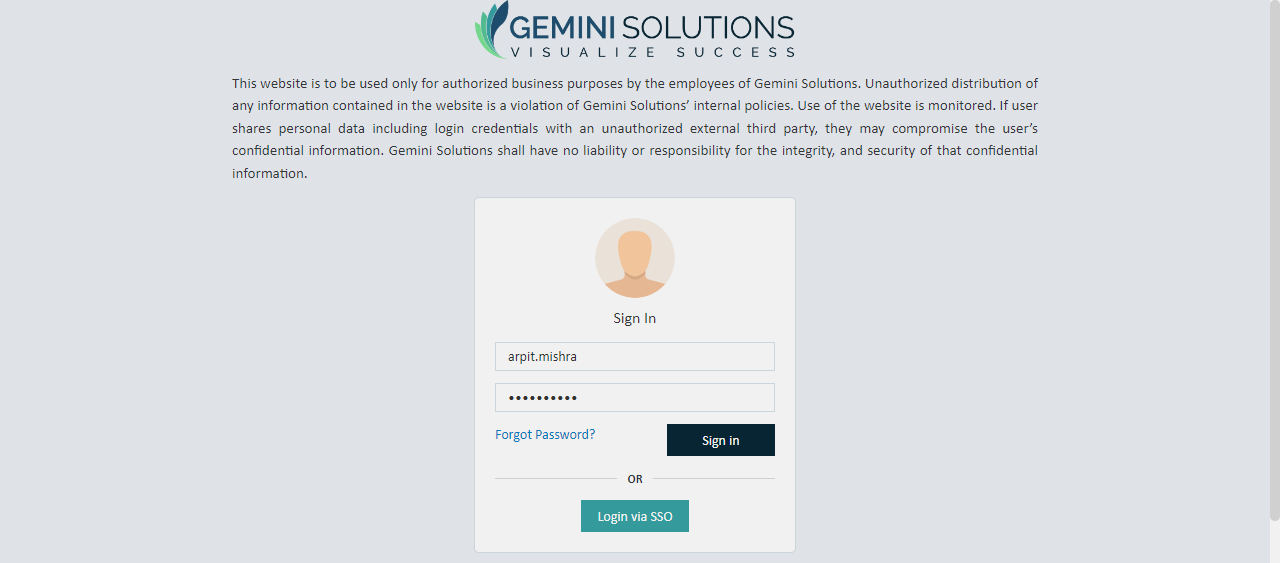 GEMINI SOLUTIONS
VISUALIZE SUCCESS
This website is to be used only for authorized business purposes by the employees of Gemini Solutions. Unauthorized distribution of
any information contained in the website is a violation of Gemini Solutions’ internal policies. Use of the website is monitored. If user
shares personal data including login credentials with an unauthorized external third party, they may compromise the user’s
confidential information. Gemini Solutions shall have no liability or responsibility for the integrity, and security of that confidential
information.
Sign In
arpit.mishra
••••••••••
Forgot Password?
Sign in
OR
Login via SSO